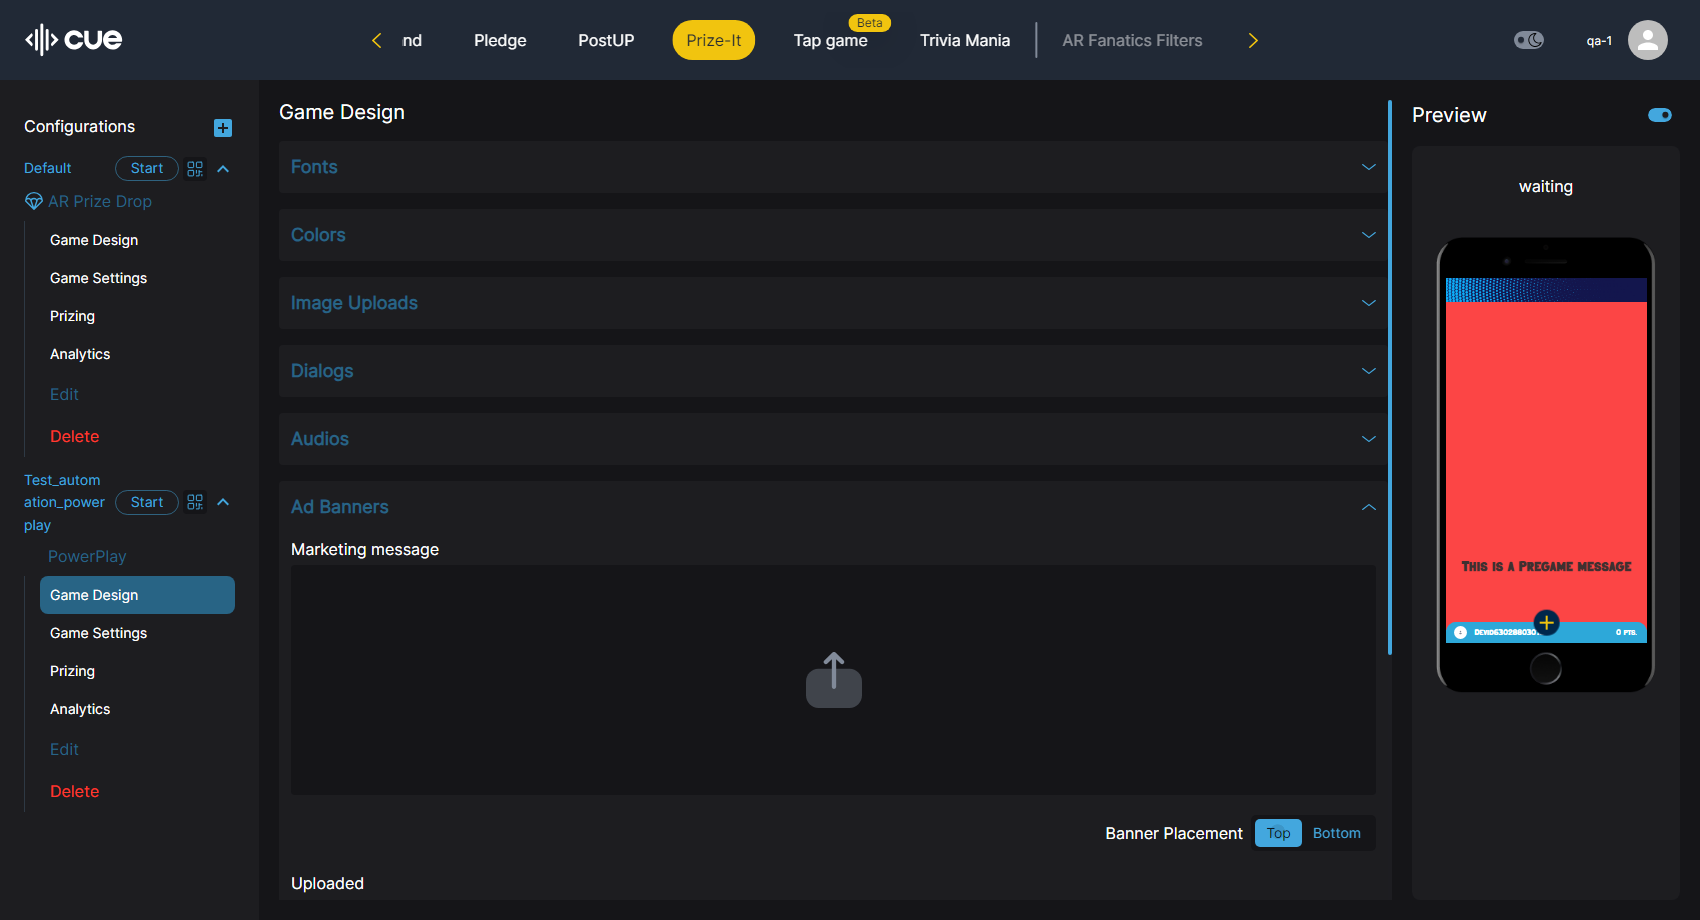 cue
nd
Pledge
PostUP
Prize-It
Beta
Tap game
Trivia Mania
AR Fanatics Filters
qa-1
Configurations
Default
Start
AR Prize Drop
Game Design
Game Settings
Prizing
Analytics
Edit
Delete
Test_autom
ation_power
play
Start
PowerPlay
Game Design
Game Settings
Prizing
Analytics
Edit
Delete
Game Design
Fonts
Colors
Image Uploads
Dialogs
Audios
Ad Banners
Marketing message
Banner Placement
Top
Bottom
Uploaded
Preview
waiting
This is a Pregame message
0 pts.